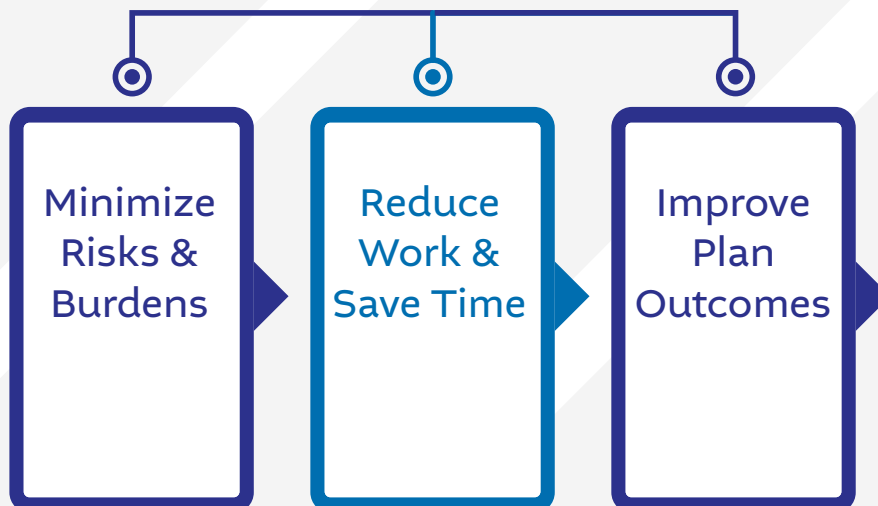 Minimize
Risks &
Burdens
Reduce
Work &
Save Time
Improve
Plan
Outcomes